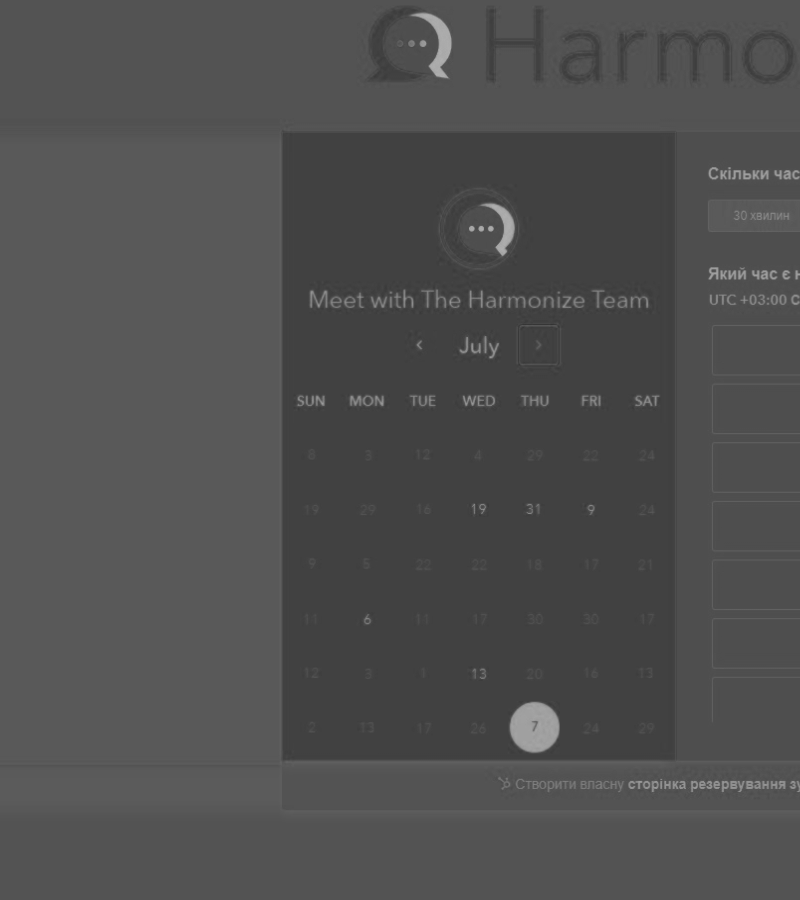 Harmo
Meet with The Harmonize Team
July
SUN MON TUE WED THU FRI SAT
8 3 12 4 29 22 24
19 29 16 19 31 9 24
9 5 22 22 18 17 21
11 6 11 17 30 30 17
12 3 1 13 20 16 13
2 13 17 26 7 24 29
Скільки час
30 хвилин
Який час є н
UTC +03:00 С
Створити власну сторінка резервування зу